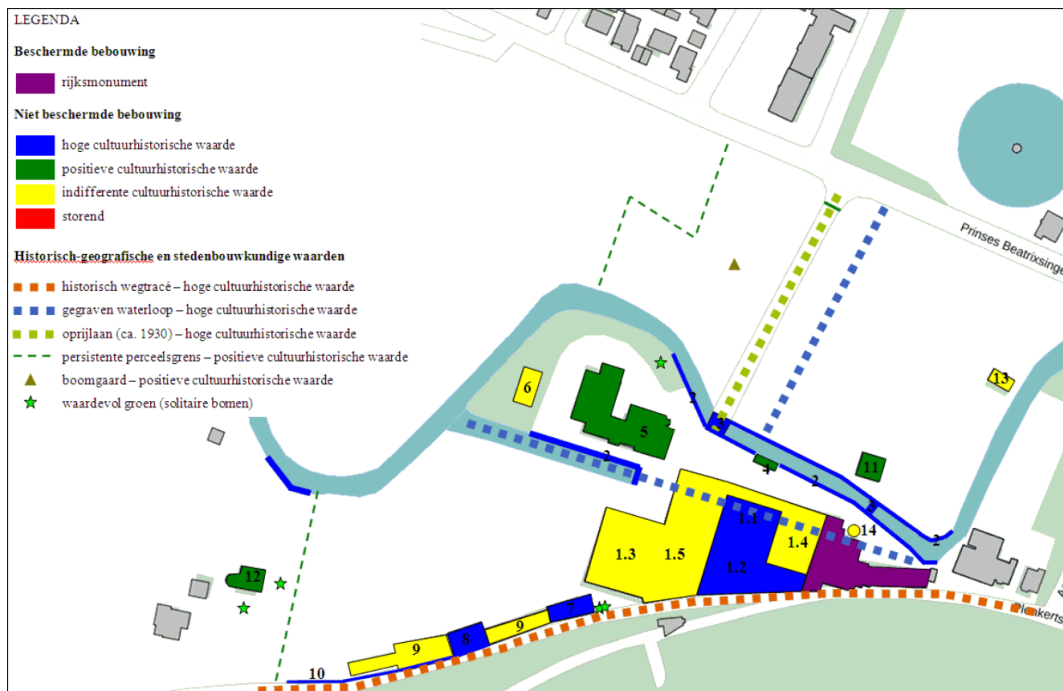 LEGENDA
Beschermde bebouwing
rijksmonument
Niet beschermde bebouwing
hoge cultuurhistorische waarde
positieve cultuurhistorische waarde
indifferente cultuurhistorische waarde
storend
Historisch-geografische en stedenbouwkundige waarden
historisch wegtracé – hoge cultuurhistorische waarde
gegraven waterloop – hoge cultuurhistorische waarde
oprijlaan (ca. 1930) – hoge cultuurhistorische waarde
persistente perceelsgrens – positieve cultuurhistorische waarde
boomgaard – positieve cultuurhistorische waarde
waardevol groen (solitaire bomen)
Prinses Beatrixsinge
13
6
2
3
5
2
4
2
11
1.1
14
2
1.3
1.5
1.2
1.4
12
7
9
8
9
10